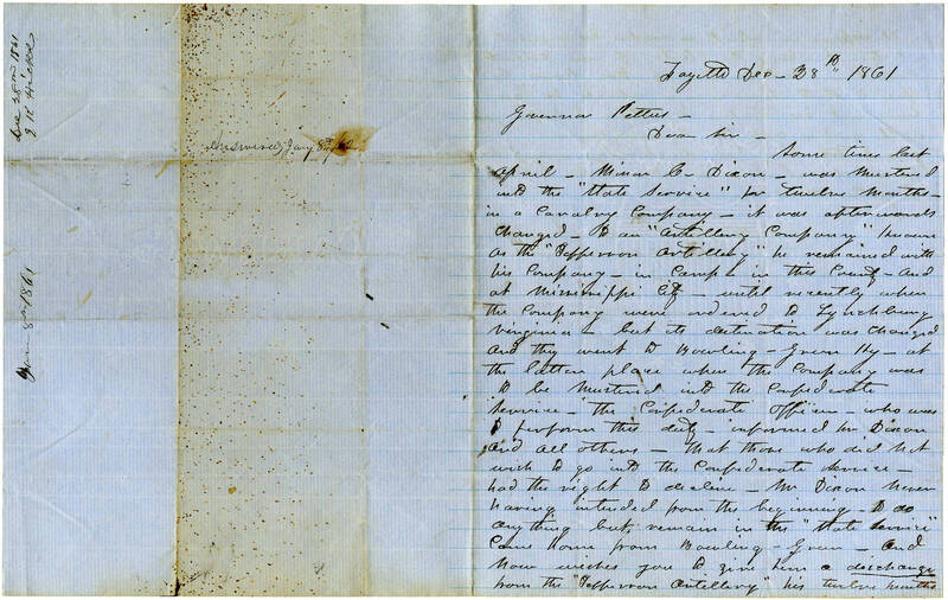 Dec 28th 1861
Answered Jany 8th / 62
Jany 8th 1861
Fayette Dec - 28th 1861
Governor Pettus -
Dear Sir -
Some time last
April - Minor C. Dixon - was Mustered
into the "State Service" for twelve Months -
in a Cavalry Company - it was afterwards
changed - to an "Artillery Company" known
as the "Jefferson Artillery" he remained with
his Company - in Camps in this County - and
at Mississippi City - until recently when
the Company were ordered to Lynchburg
Virginia - but its destination was changed
and they went to Bowling - Green Ky - at
the latter place when the Company was
to be Mustered into the Confederate
service - the Confederate officer - who was
to perform this duty - informed Mr Dixon
and all others - that those who did not
wish to go into the Confederate service -
had the right to decline - Mr Dixon never
having intended from the beginning - to do
anything but remain in the "State Service"
Came home from Bowling - Green - and
now wishes you to give him a discharge
from the "Jefferson Artillery" his twelve months